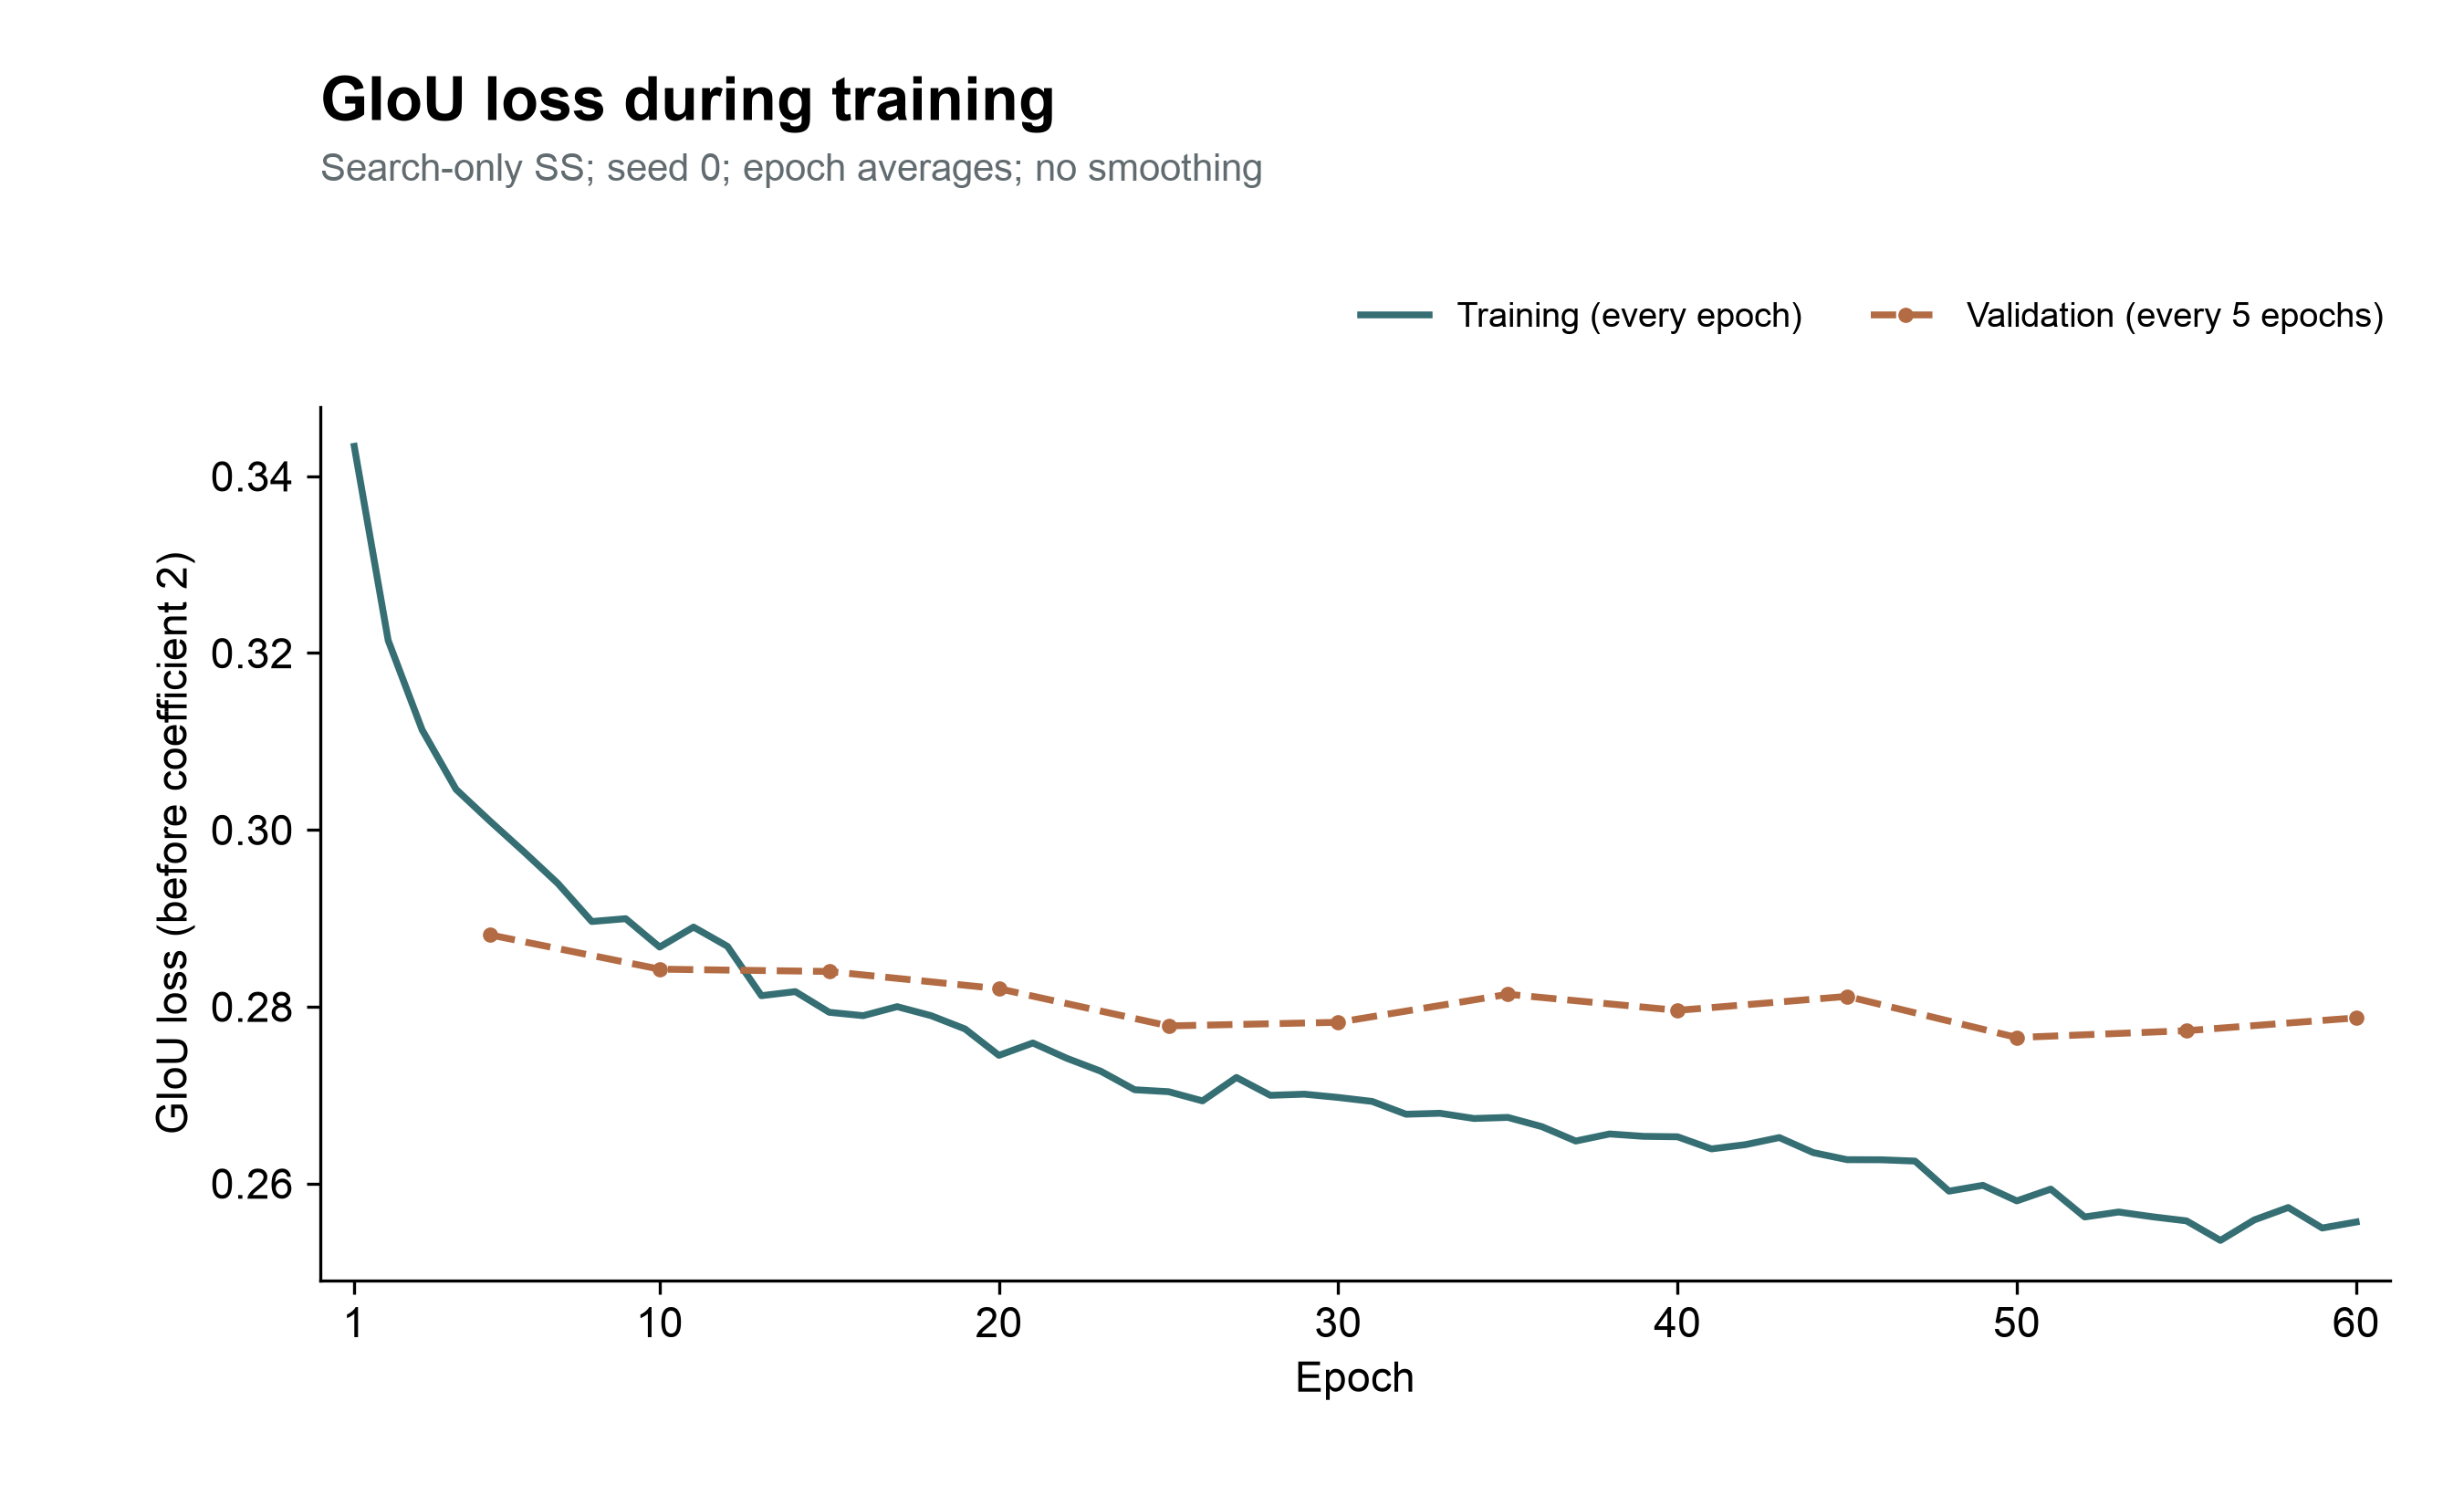 GIoU loss during training
Search-only SS; seed 0; epoch averages; no smoothing
Training (every epoch)
Validation (every 5 epochs)
GIoU loss (before coefficient 2)
0.34
0.32
0.30
0.28
0.26
1
10
20
30
40
50
60
Epoch